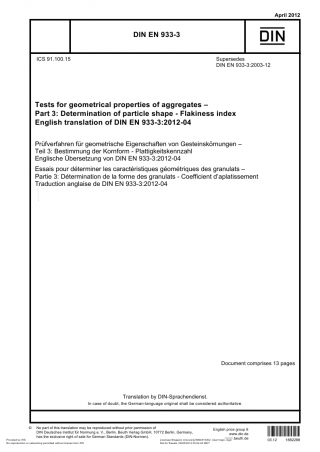 April 2012
DIN EN 933-3
DIN
ICS 91.100.15
Supersedes
DIN EN 933-3:2003-12
Tests for geometrical properties of aggregates –
Part 3: Determination of particle shape - Flakiness index
English translation of DIN EN 933-3:2012-04
Prüfverfahren für geometrische Eigenschaften von Gesteinskörnungen –
Teil 3: Bestimmung der Kornform - Plattigkeitskennzahl
Englische Übersetzung von DIN EN 933-3:2012-04
Essais pour déterminer les caractéristiques géométriques des granulats –
Partie 3: Détermination de la forme des granulats - Coefficient d'aplatissement
Traduction anglaise de DIN EN 933-3:2012-04
Document comprises 13 pages
Translation by DIN-Sprachendienst.
In case of doubt, the German-language original shall be considered authoritative.
© No part of this translation may be reproduced without prior permission of
DIN Deutsches Institut für Normung e. V., Berlin. Beuth Verlag GmbH, 10772 Berlin, Germany,
has the exclusive right of sale for German Standards (DIN-Normen).
English price group 9
www.din.de
www.beuth.de
03.12